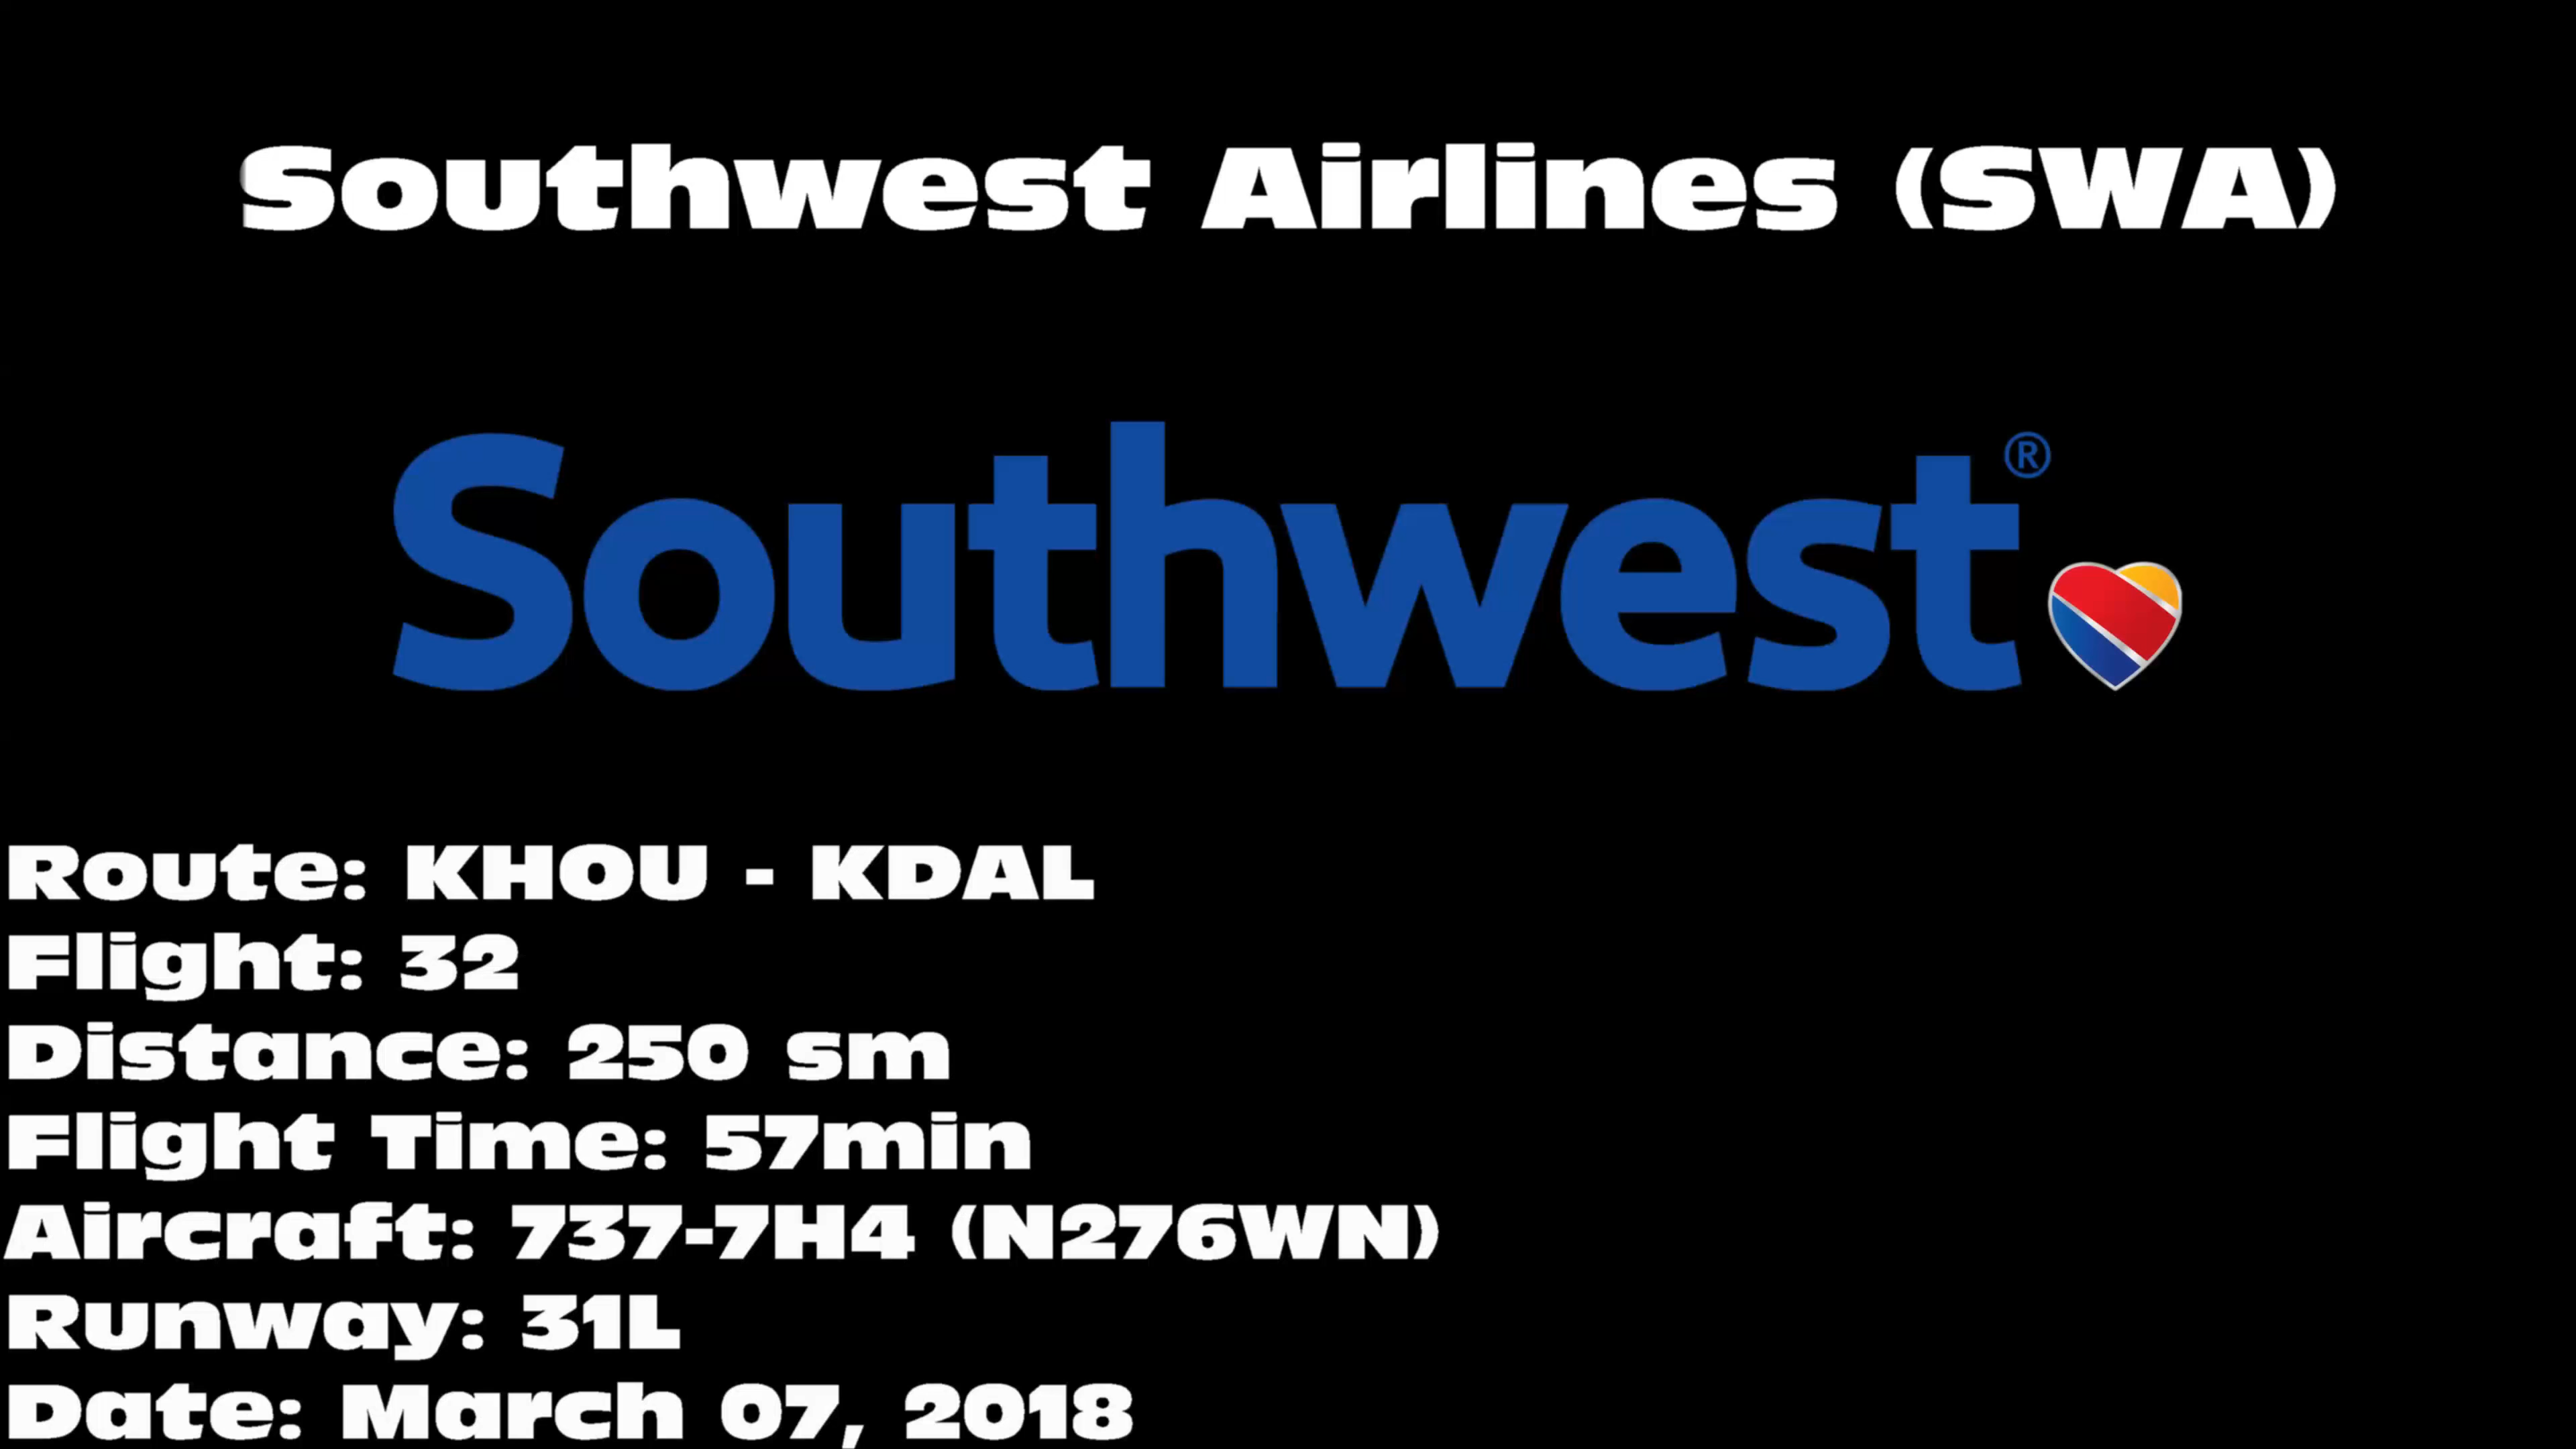 Southwest Airlines (SWA)
Southwest®
Route: KHOU - KDAL
Flight: 32
Distance: 250 sm
Flight Time: 57min
Aircraft: 737-7H4 (N276WN)
Runway: 31L
Date: March 07, 2018